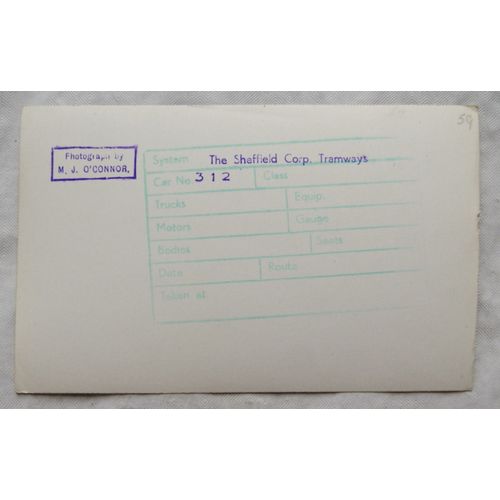 59
Photograph by
M. J. O'CONNOR.
System The Sheffield Corp. Tramways
Car No. 312 Class
Trucks Equip.
Motors Gauge
Bodies Seats
Date Route
Taken at